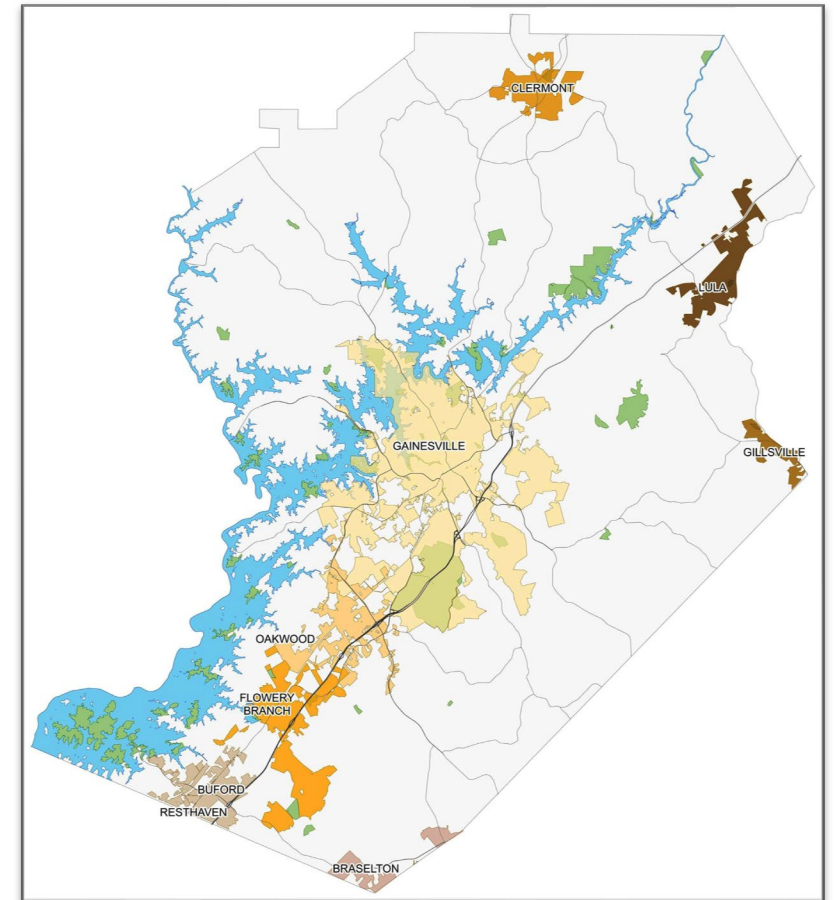 CLERMONT
LULA
GAINESVILLE
GILLSVILLE
OAKWOOD
FLOWERY
BRANCH
BUFORD
RESTHAVEN
BRASELTON